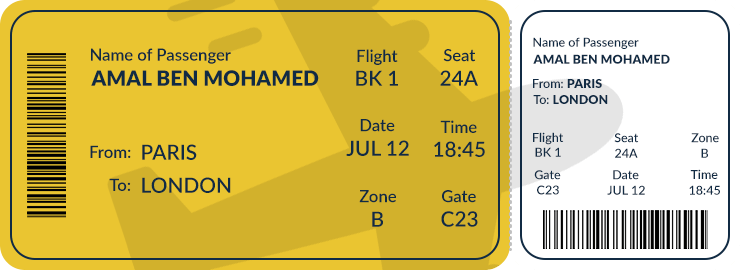 Name of Passenger
AMAL BEN MOHAMED
From: PARIS
To: LONDON
Flight Seat
BK 1 24A
Date Time
JUL 12 18:45
Zone Gate
B C23
Name of Passenger
AMAL BEN MOHAMED
From: PARIS
To: LONDON
Flight Seat Zone
BK 1 24A B
Gate Date Time
C23 JUL 12 18:45